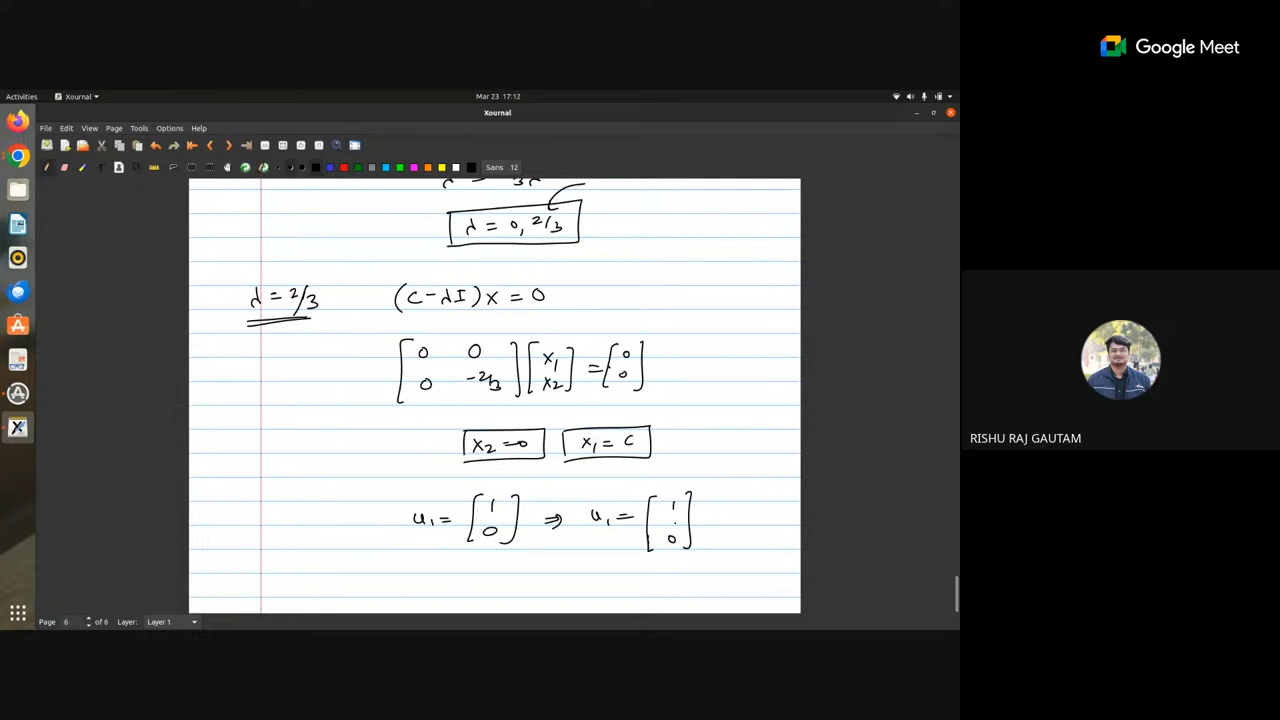 Google Meet
Activities Xournal Mar 23 17:12
Xournal
File Edit View Page Tools Options Help
Sans 12
λ = 0, 2/3
λ = 2/3 (C-λI)x = 0
[0 0; 0 -2/3] [x1; x2] = [0; 0]
x2 = 0 x1 = C
u1 = [1; 0] ⇒ u1 = [1; 0]
RISHU RAJ GAUTAM
Page 6 of 6 Layer: Layer 1